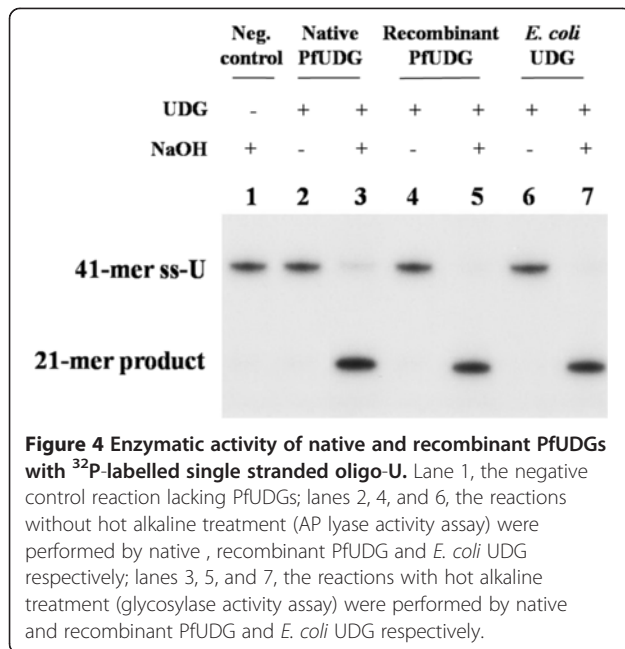 Neg. Native Recombinant E. coli
control PfUDG PfUDG UDG
UDG - + + + + + +
NaOH + - + - + - +
1 2 3 4 5 6 7
41-mer ss-U
21-mer product
Figure 4 Enzymatic activity of native and recombinant PfUDGs
with 32P-labelled single stranded oligo-U. Lane 1, the negative
control reaction lacking PfUDGs; lanes 2, 4, and 6, the reactions
without hot alkaline treatment (AP lyase activity assay) were
performed by native , recombinant PfUDG and E. coli UDG
respectively; lanes 3, 5, and 7, the reactions with hot alkaline
treatment (glycosylase activity assay) were performed by native
and recombinant PfUDG and E. coli UDG respectively.